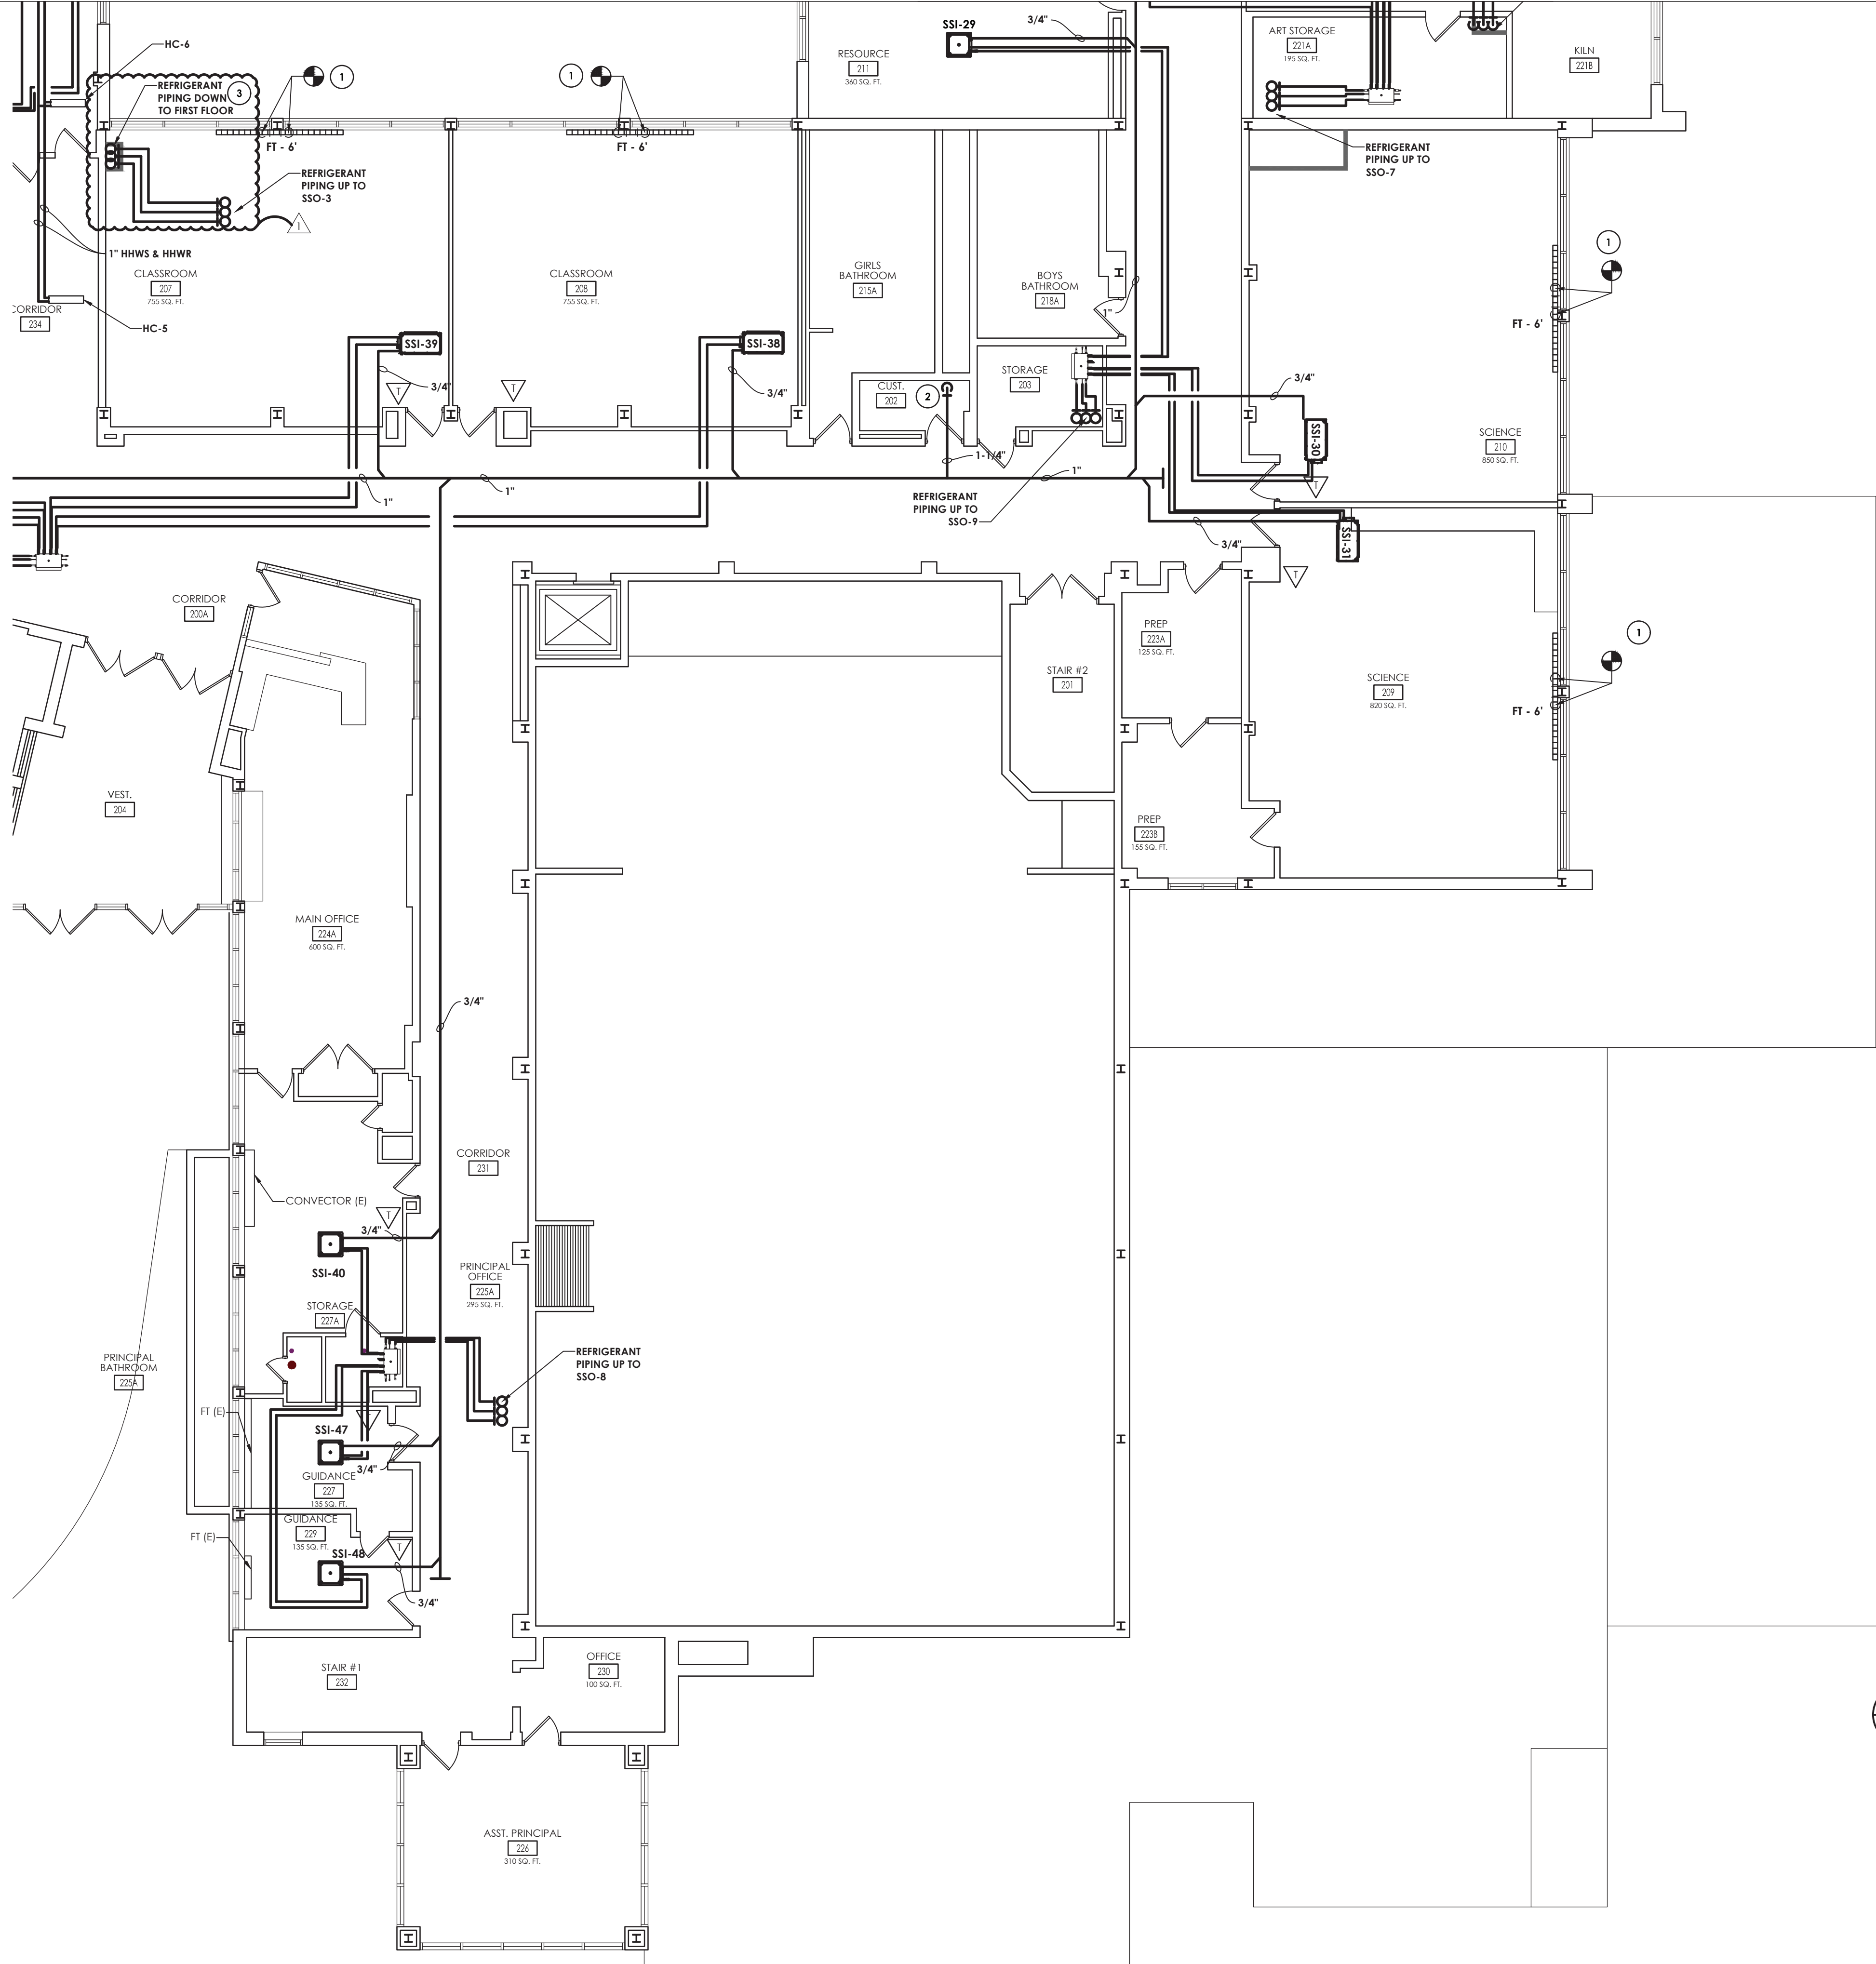 SSI-29
3/4"
HC-6
REFRIGERANT
PIPING DOWN
TO FIRST FLOOR
3
1
1
RESOURCE
211
360 SQ. FT.
ART STORAGE
221A
195 SQ. FT.
KILN
221B
FT - 6'
FT - 6'
REFRIGERANT
PIPING UP TO
SSO-3
1
REFRIGERANT
PIPING UP TO
SSO-7
1" HHWS & HHWR
CLASSROOM
207
755 SQ. FT.
CLASSROOM
208
755 SQ. FT.
GIRLS
BATHROOM
215A
BOYS
BATHROOM
218A
1"
1
FT - 6'
CORRIDOR
234
HC-5
SSI-39
SSI-38
3/4"
T
T
3/4"
CUST.
202
2
STORAGE
203
3/4"
SSI-30
SCIENCE
210
850 SQ. FT.
T
1-1/4"
1"
1"
1"
REFRIGERANT
PIPING UP TO
SSO-9
3/4"
SSI-31
T
CORRIDOR
200A
PREP
223A
125 SQ. FT.
1
STAIR #2
201
SCIENCE
209
820 SQ. FT.
FT - 6'
VEST.
204
PREP
223B
155 SQ. FT.
MAIN OFFICE
224A
600 SQ. FT.
3/4"
CORRIDOR
231
CONVECTOR (E)
T
3/4"
SSI-40
PRINCIPAL
OFFICE
225A
295 SQ. FT.
STORAGE
227A
PRINCIPAL
BATHROOM
225A
REFRIGERANT
PIPING UP TO
SSO-8
FT (E)
T
SSI-47
3/4"
GUIDANCE
227
135 SQ. FT.
GUIDANCE
229
135 SQ. FT.
FT (E)
T
SSI-48
3/4"
STAIR #1
232
OFFICE
230
100 SQ. FT.
ASST. PRINCIPAL
226
310 SQ. FT.